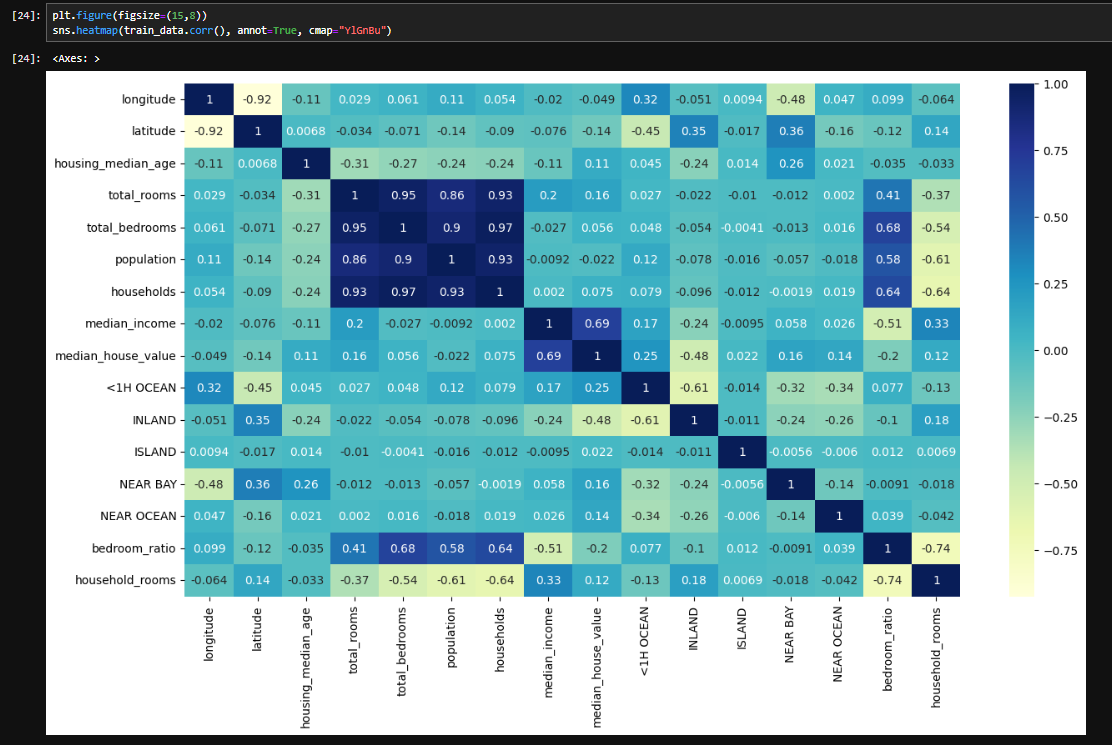 [24]: plt.figure(figsize=(15,8))
sns.heatmap(train_data.corr(), annot=True, cmap="YlGnBu")
[24]: <Axes: >
longitude 1 -0.92 -0.11 0.029 0.061 0.11 0.054 -0.02 -0.049 0.32 -0.051 0.0094 -0.48 0.047 0.099 -0.064
latitude -0.92 1 0.0068 -0.034 -0.071 -0.14 -0.09 -0.076 -0.14 -0.45 0.35 -0.017 0.36 -0.16 -0.12 0.14
housing_median_age -0.11 0.0068 1 -0.31 -0.27 -0.24 -0.24 -0.11 0.11 0.045 -0.24 0.014 0.26 0.021 -0.035 -0.033
total_rooms 0.029 -0.034 -0.31 1 0.95 0.86 0.93 0.2 0.16 0.027 -0.022 -0.01 -0.012 0.002 0.41 -0.37
total_bedrooms 0.061 -0.071 -0.27 0.95 1 0.9 0.97 -0.027 0.056 0.048 -0.054 -0.0041 -0.013 0.016 0.68 -0.54
population 0.11 -0.14 -0.24 0.86 0.9 1 0.93 -0.0092 -0.022 0.12 -0.078 -0.016 -0.057 -0.018 0.58 -0.61
households 0.054 -0.09 -0.24 0.93 0.97 0.93 1 0.002 0.075 0.079 -0.096 -0.012 -0.0019 0.019 0.64 -0.64
median_income -0.02 -0.076 -0.11 0.2 -0.027 -0.0092 0.002 1 0.69 0.17 -0.24 -0.0095 0.058 0.026 -0.51 0.33
median_house_value -0.049 -0.14 0.11 0.16 0.056 -0.022 0.075 0.69 1 0.25 -0.48 0.022 0.16 0.14 -0.2 0.12
<1H OCEAN 0.32 -0.45 0.045 0.027 0.048 0.12 0.079 0.17 0.25 1 -0.61 -0.014 -0.32 -0.34 0.077 -0.13
INLAND -0.051 0.35 -0.24 -0.022 -0.054 -0.078 -0.096 -0.24 -0.48 -0.61 1 -0.011 -0.24 -0.26 -0.1 0.18
ISLAND 0.0094 -0.017 0.014 -0.01 -0.0041 -0.016 -0.012 -0.0095 0.022 -0.014 -0.011 1 -0.0056 -0.006 0.012 0.0069
NEAR BAY -0.48 0.36 0.26 -0.012 -0.013 -0.057 -0.0019 0.058 0.16 -0.32 -0.24 -0.0056 1 -0.14 -0.0091 -0.018
NEAR OCEAN 0.047 -0.16 0.021 0.002 0.016 -0.018 0.019 0.026 0.14 -0.34 -0.26 -0.006 -0.14 1 0.039 -0.042
bedroom_ratio 0.099 -0.12 -0.035 0.41 0.68 0.58 0.64 -0.51 -0.2 0.077 -0.1 0.012 -0.0091 0.039 1 -0.74
household_rooms -0.064 0.14 -0.033 -0.37 -0.54 -0.61 -0.64 0.33 0.12 -0.13 0.18 0.0069 -0.018 -0.042 -0.74 1
longitude
latitude
housing_median_age
total_rooms
total_bedrooms
population
households
median_income
median_house_value
<1H OCEAN
INLAND
ISLAND
NEAR BAY
NEAR OCEAN
bedroom_ratio
household_rooms
1.00
0.75
0.50
0.25
0.00
−0.25
−0.50
−0.75